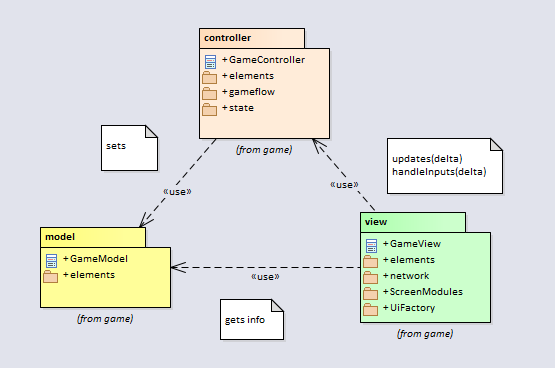 controller
+GameController
+elements
+gameflow
+state
(from game)
sets
updates(delta)
handleInputs(delta)
«use»
«use»
model
+GameModel
+elements
(from game)
view
+GameView
+elements
+network
+ScreenModules
+UiFactory
(from game)
«use»
gets info